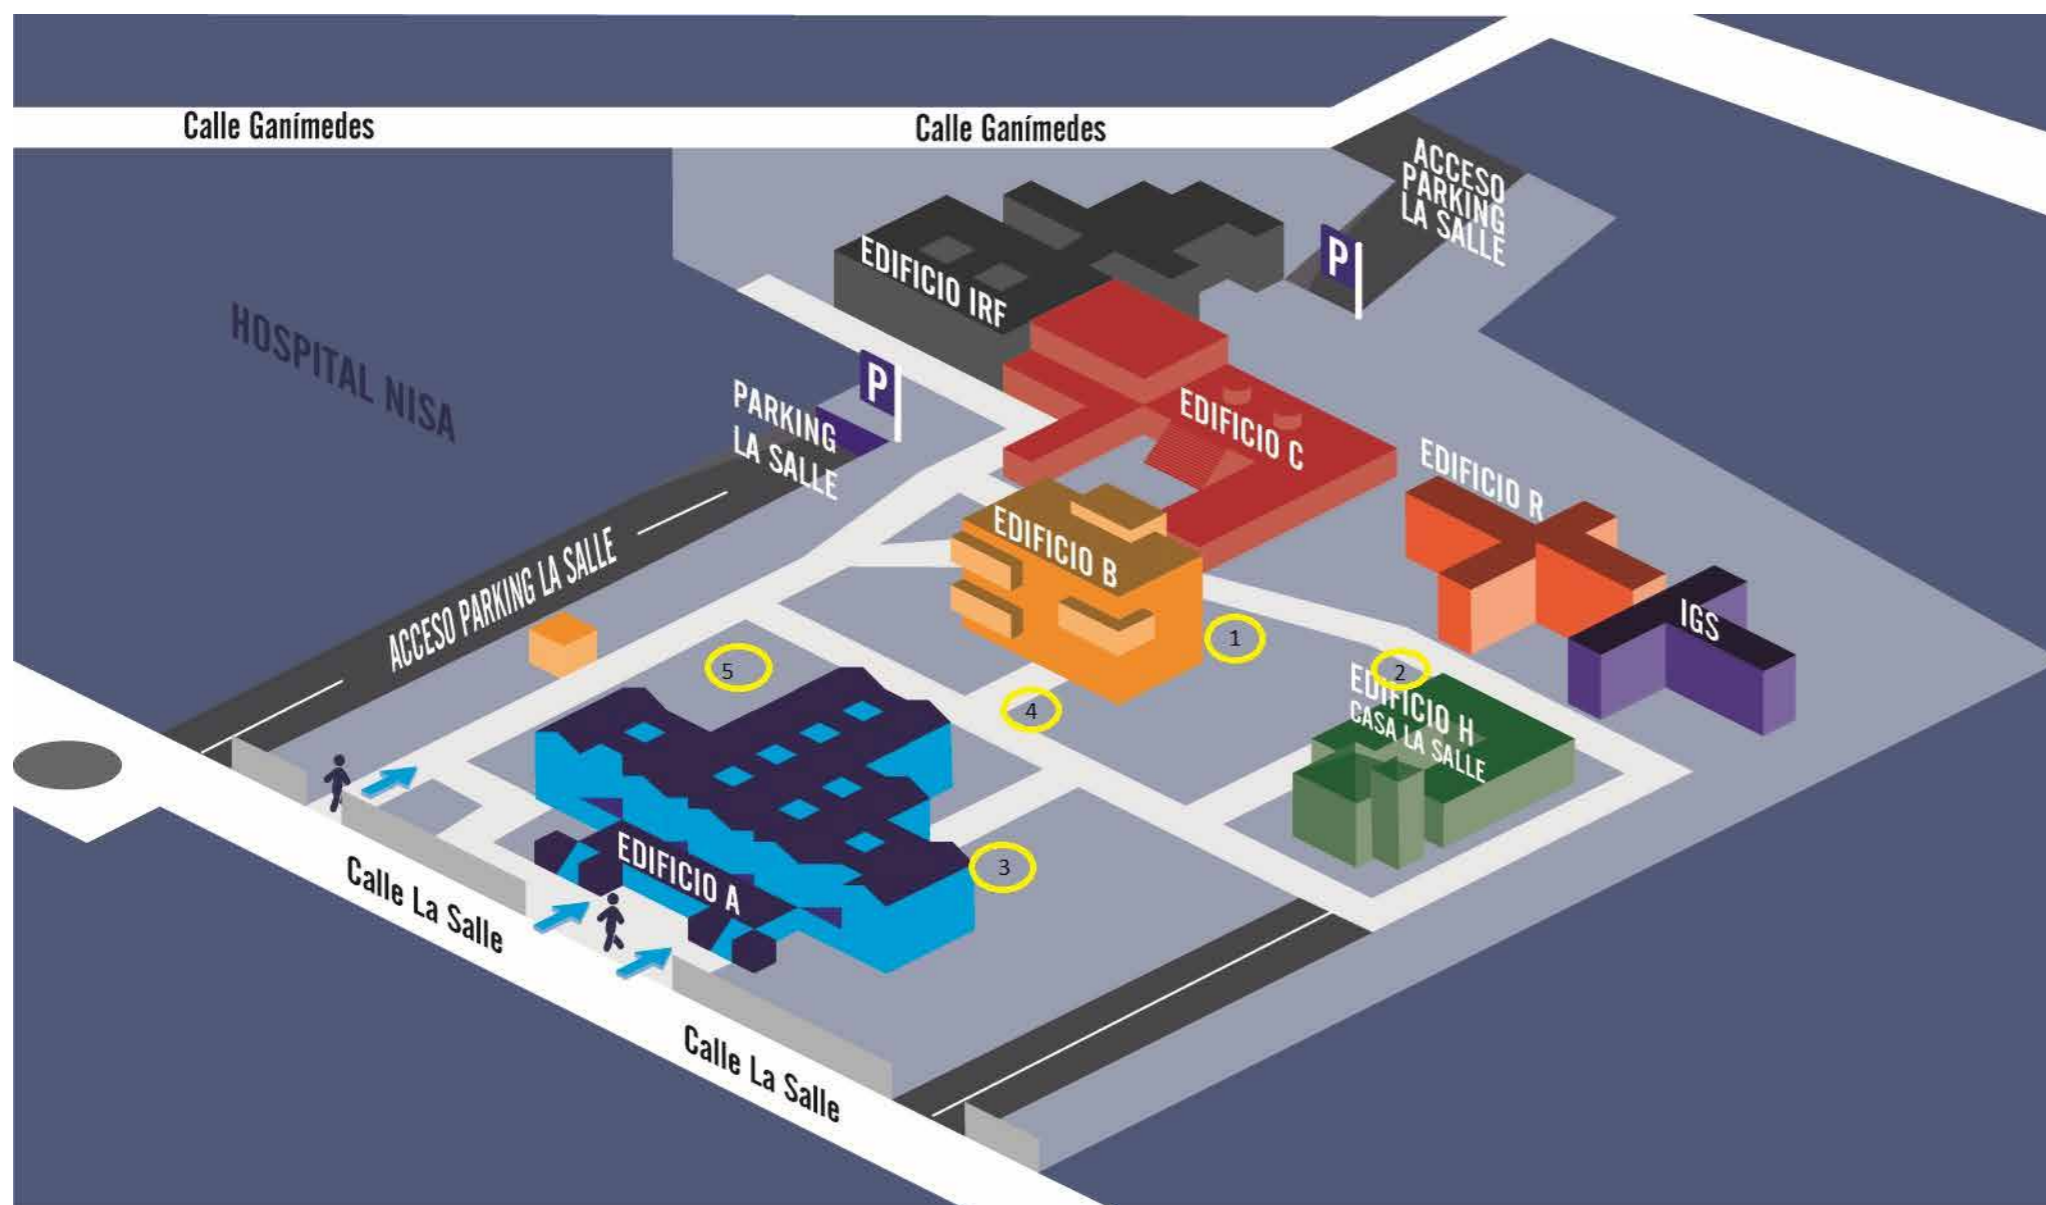 Calle Ganímedes
Calle Ganímedes
ACCESO
PARKING
LA SALLE
P
EDIFICIO IRF
HOSPITAL NISA
P
PARKING
LA SALLE
EDIFICIO C
EDIFICIO R
EDIFICIO B
ACCESO PARKING LA SALLE
IGS
1
5
2
4
EDIFICIO H
CASA LA SALLE
3
EDIFICIO A
Calle La Salle
Calle La Salle